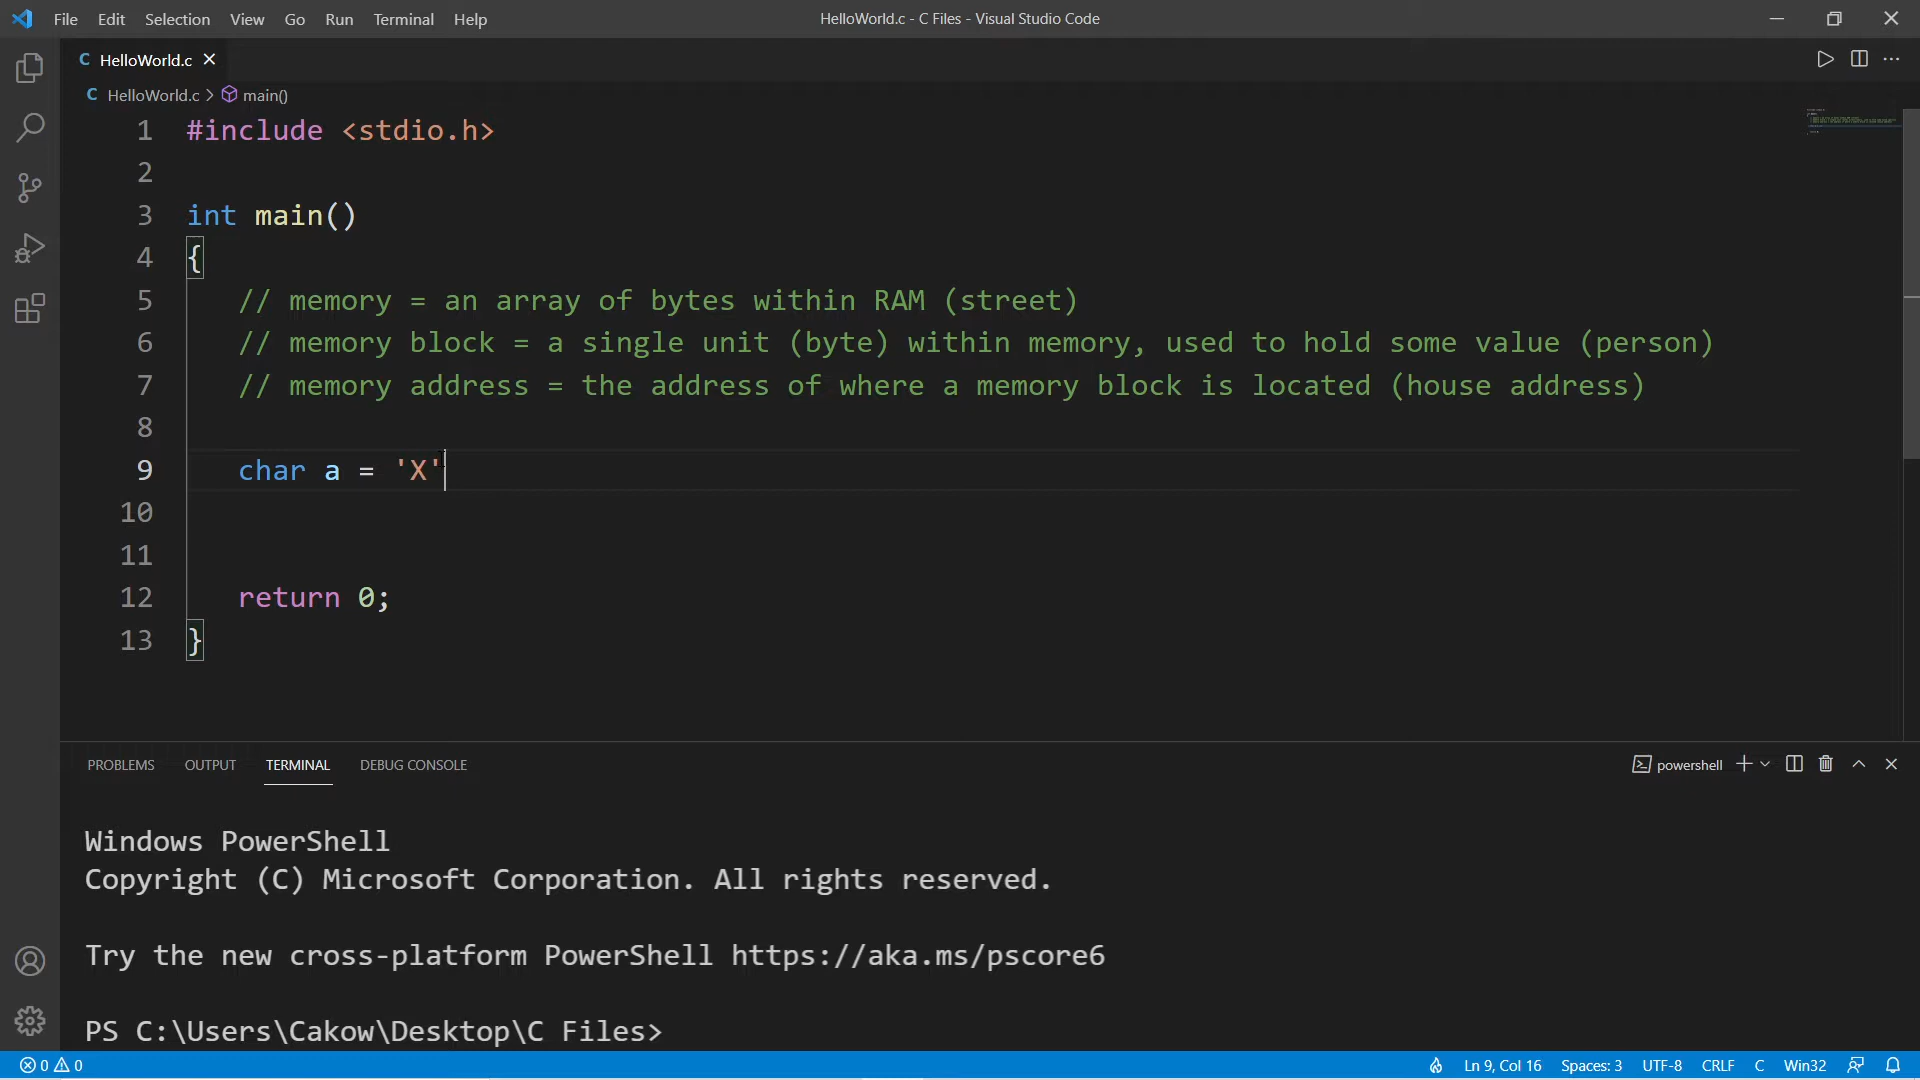 File Edit Selection View Go Run Terminal Help HelloWorld.c - C Files - Visual Studio Code
C HelloWorld.c
C HelloWorld.c > main()
1 #include <stdio.h>
2
3 int main()
4 {
5 // memory = an array of bytes within RAM (street)
6 // memory block = a single unit (byte) within memory, used to hold some value (person)
7 // memory address = the address of where a memory block is located (house address)
8
9 char a = 'X'
10
11
12 return 0;
13 }
PROBLEMS OUTPUT TERMINAL DEBUG CONSOLE powershell
Windows PowerShell
Copyright (C) Microsoft Corporation. All rights reserved.
Try the new cross-platform PowerShell https://aka.ms/pscore6
PS C:\Users\Cakow\Desktop\C Files>
0 0 Ln 9, Col 16 Spaces: 3 UTF-8 CRLF C Win32